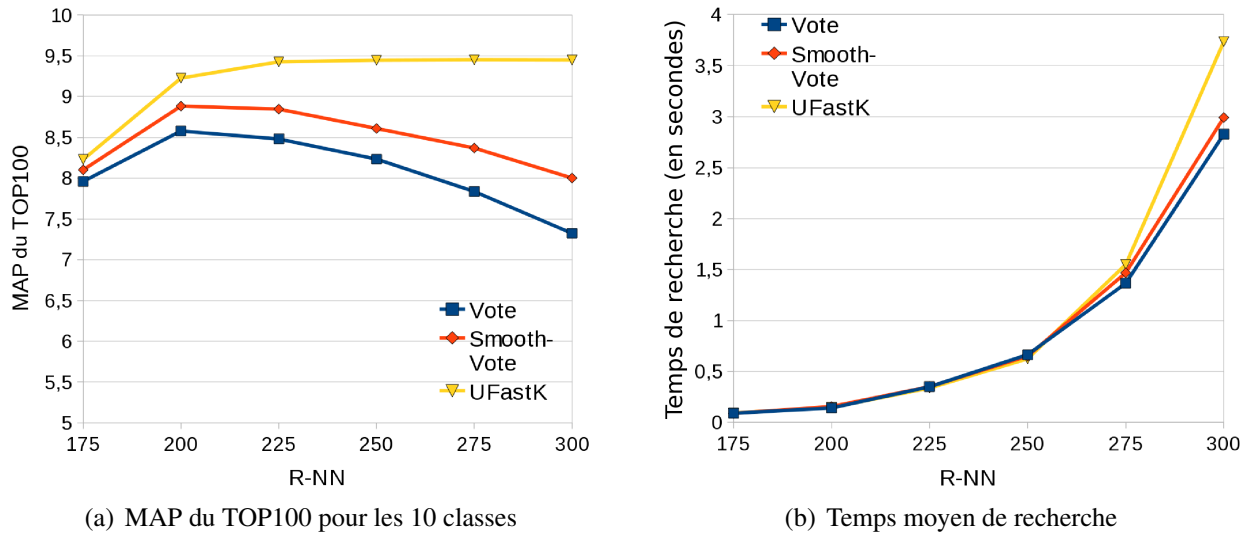 10
9,5
9
8,5
8
7,5
7
6,5
6
5,5
5
MAP du TOP100
175 200 225 250 275 300
R-NN
Vote
Smooth-
Vote
UFastK
(a) MAP du TOP100 pour les 10 classes
4
3,5
3
2,5
2
1,5
1
0,5
0
Temps de recherche (en secondes)
Vote
Smooth-
Vote
UFastK
175 200 225 250 275 300
R-NN
(b) Temps moyen de recherche